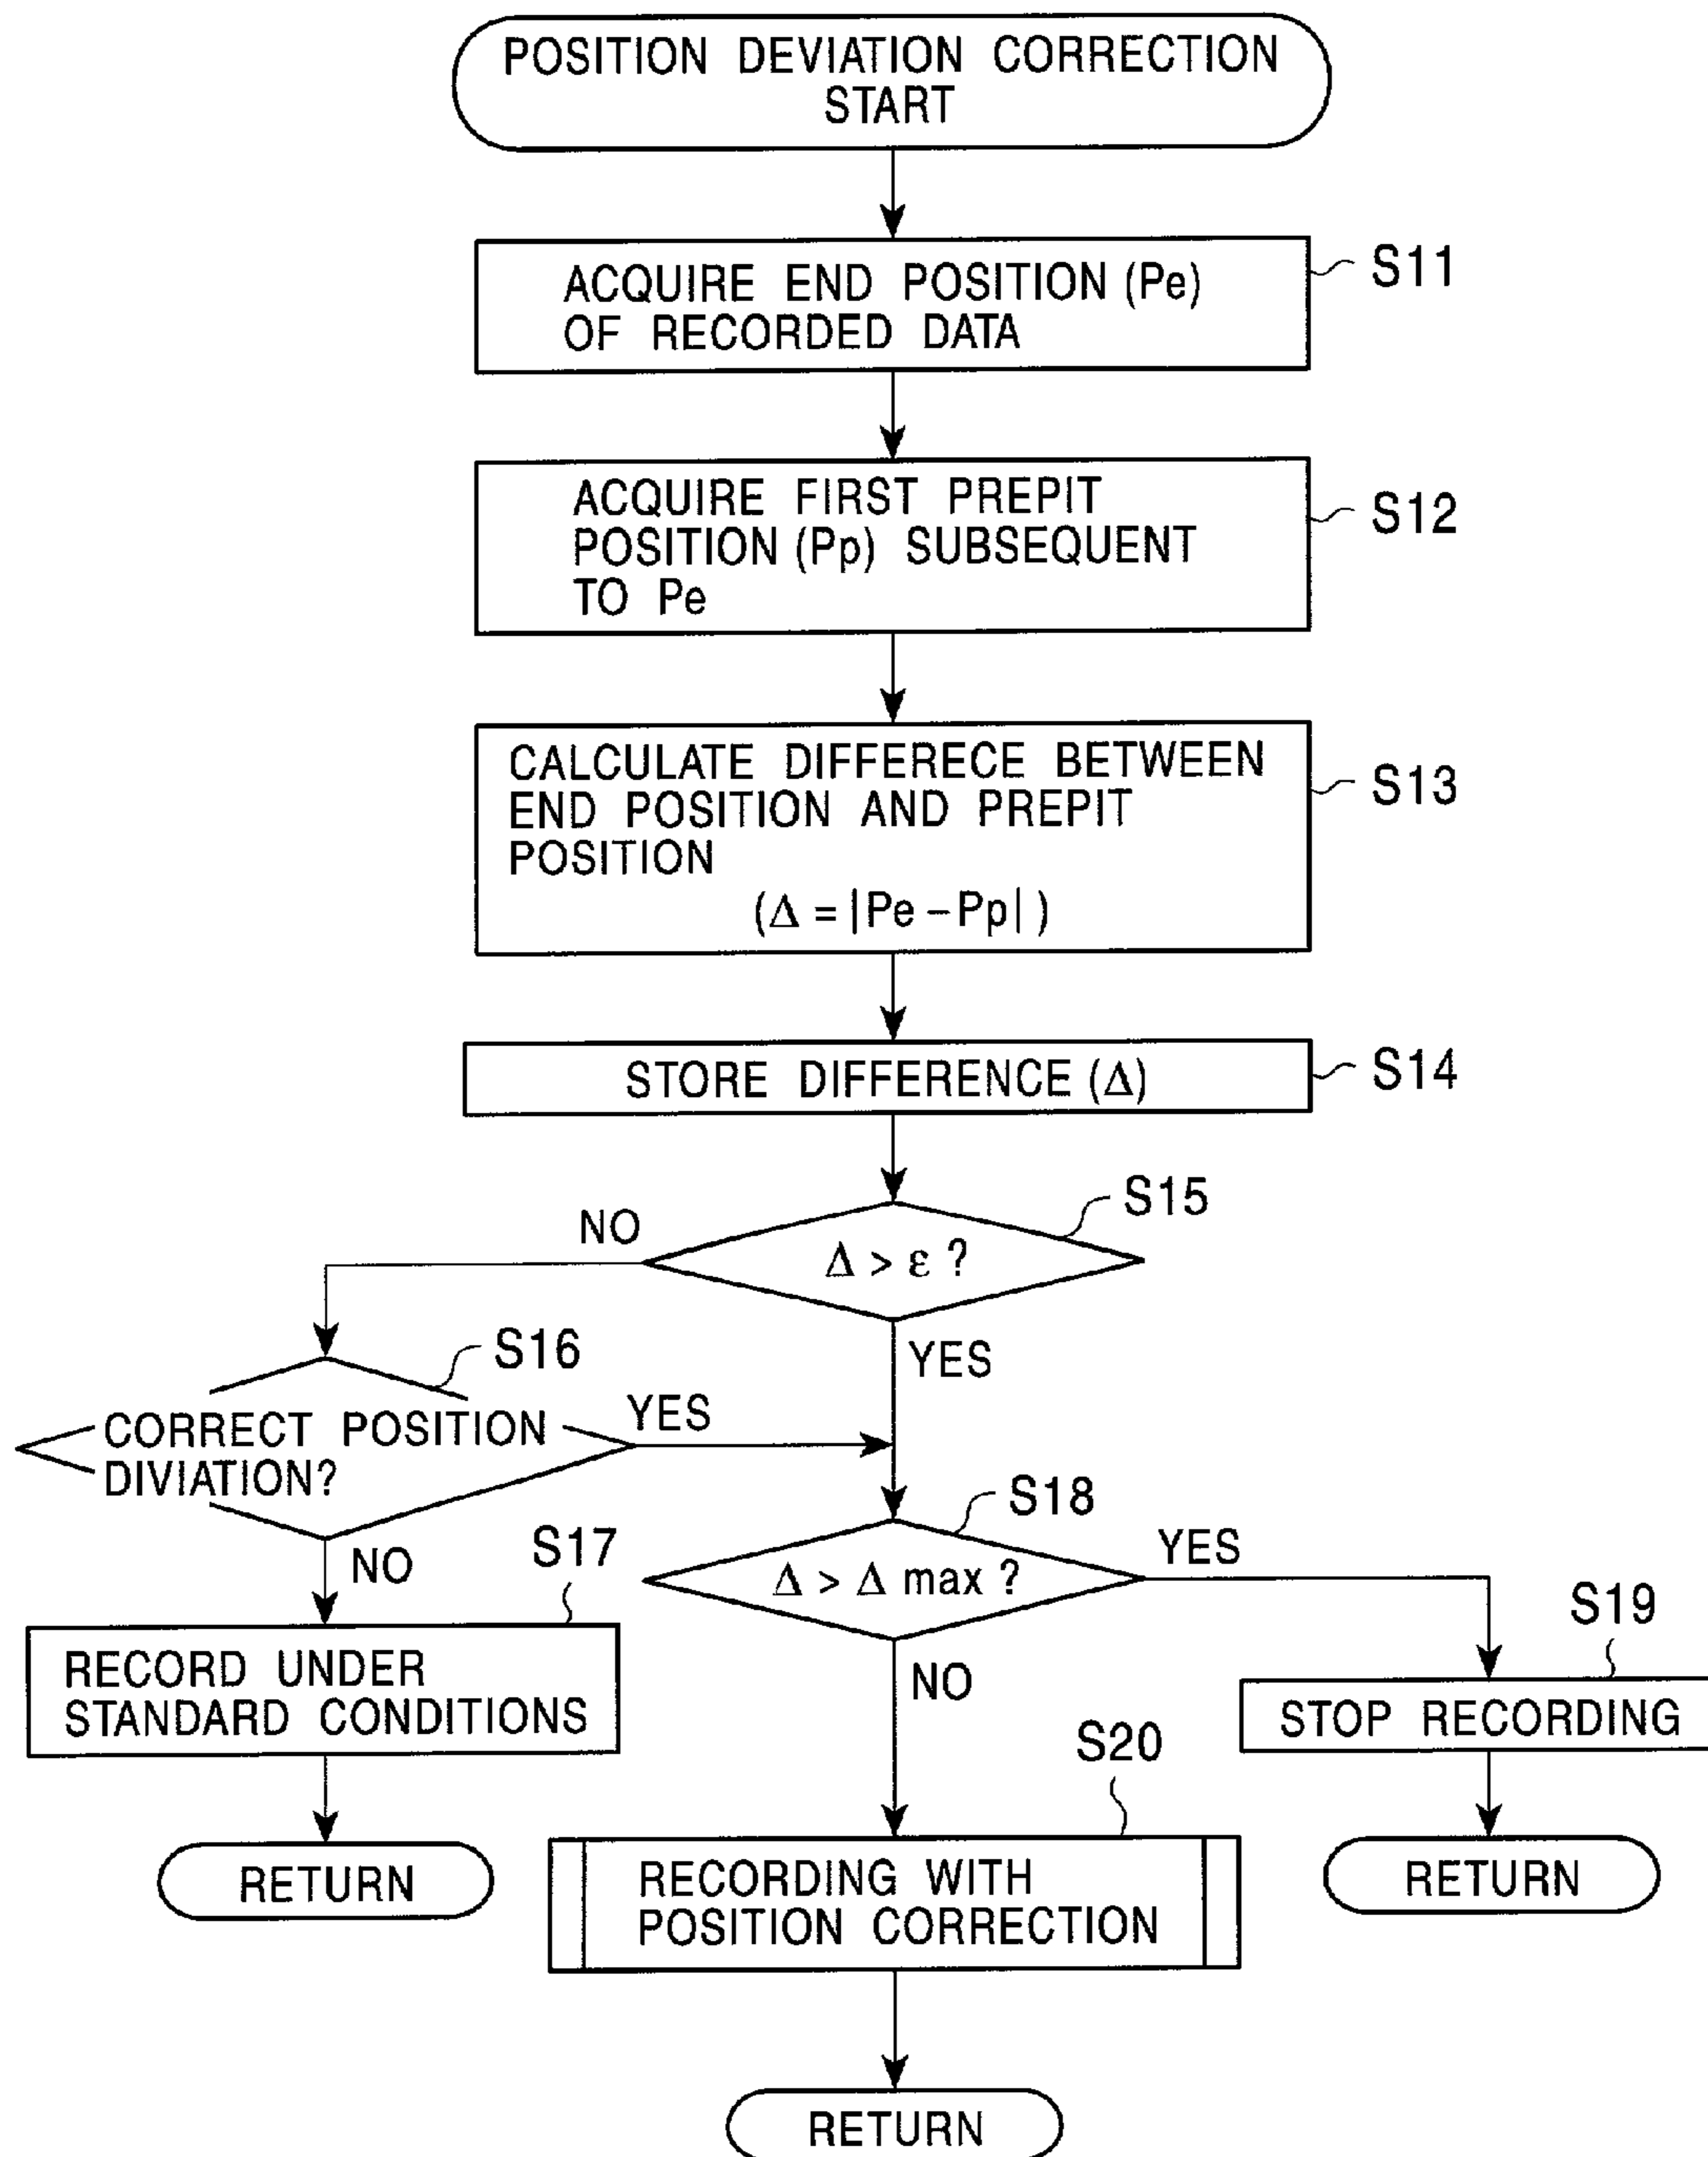 POSITION DEVIATION CORRECTION
START
ACQUIRE END POSITION (Pe)
OF RECORDED DATA
S11
ACQUIRE FIRST PREPIT
POSITION (Pp) SUBSEQUENT
TO Pe
S12
CALCULATE DIFFERECE BETWEEN
END POSITION AND PREPIT
POSITION
(Δ = |Pe – Pp| )
S13
STORE DIFFERENCE (Δ)
S14
S15
NO
Δ > ε ?
YES
S16
CORRECT POSITION
DIVIATION?
YES
NO
S17
RECORD UNDER
STANDARD CONDITIONS
RETURN
S18
Δ > Δ max ?
YES
NO
S19
STOP RECORDING
RETURN
S20
RECORDING WITH
POSITION CORRECTION
RETURN